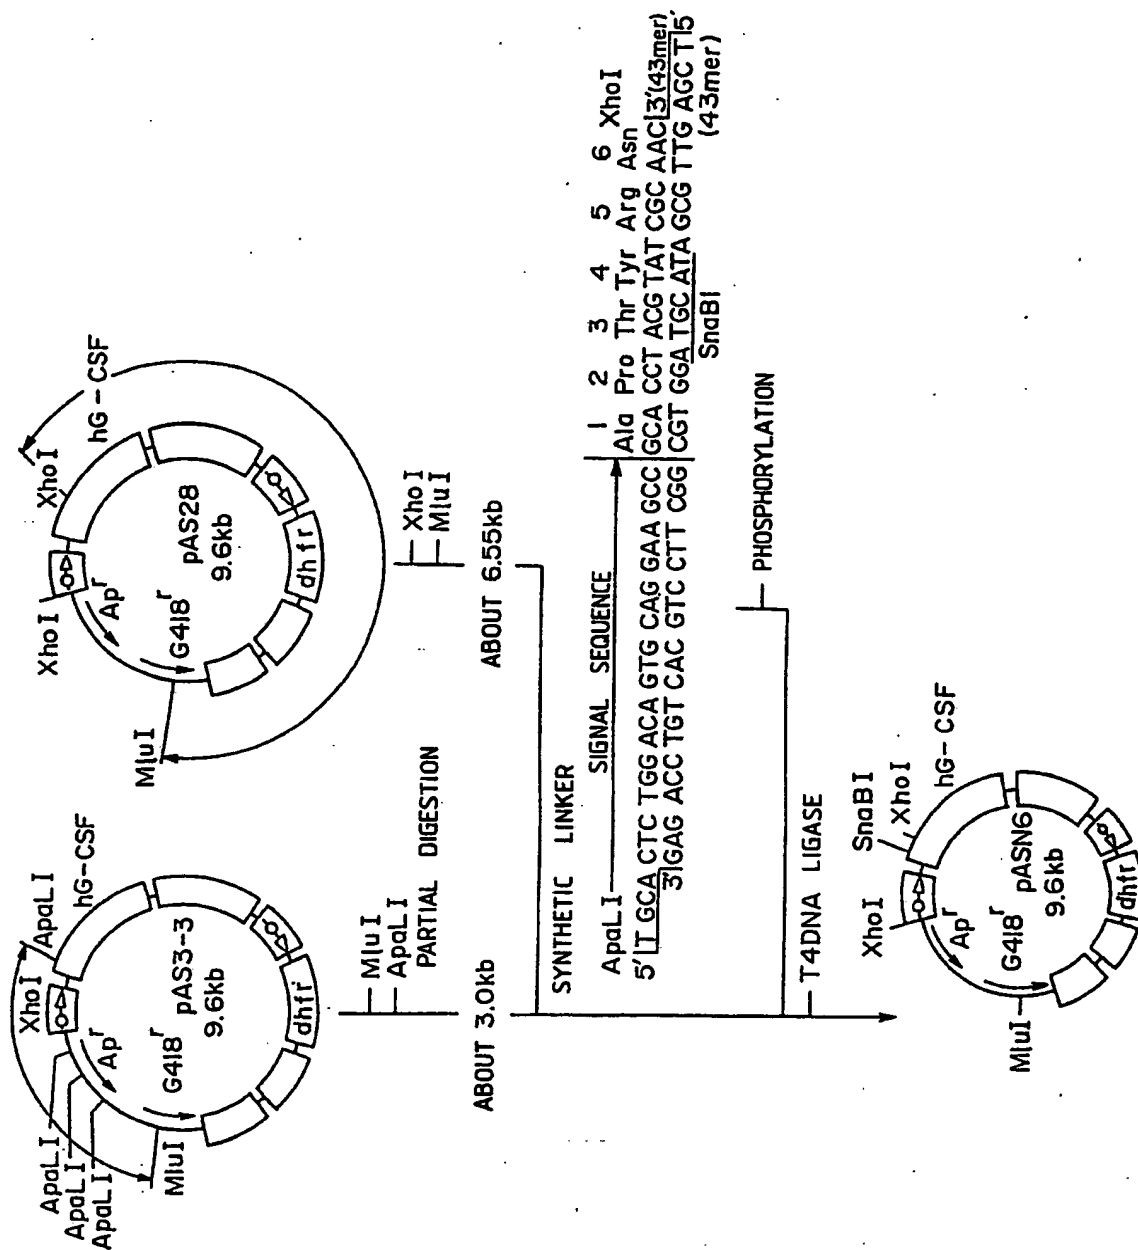 ApaLI
ApaLI
ApaLI
XhoI
ApaLI
hG-CSF
Ap^r
pAS3-3
9.6kb
G418^r
MluI
dhfr
MluI
ApaLI
PARTIAL DIGESTION
ABOUT 3.0kb
XhoI
XhoI
hG-CSF
Ap^r
pAS28
9.6kb
G418^r
MluI
dhfr
XhoI
MluI
ABOUT 6.55kb
SYNTHETIC LINKER
ApaLI SIGNAL SEQUENCE
1 2 3 4 5 6 XhoI
Ala Pro Thr Tyr Arg Asn
5' T GCA CTC TGG ACA GTG CAG GAA GCC GCA CCT ACG TAT CGC AAC 3' (43mer)
3' GAG ACC TGT CAC GTC CTT CGG CGT GGA TGC ATA GCG TTG AGCT 5'
SnaBI
(43mer)
PHOSPHORYLATION
T4DNA LIGASE
XhoI
SnaBI
XhoI
hG-CSF
Ap^r
G418^r
pASN6
9.6kb
MluI
dhfr